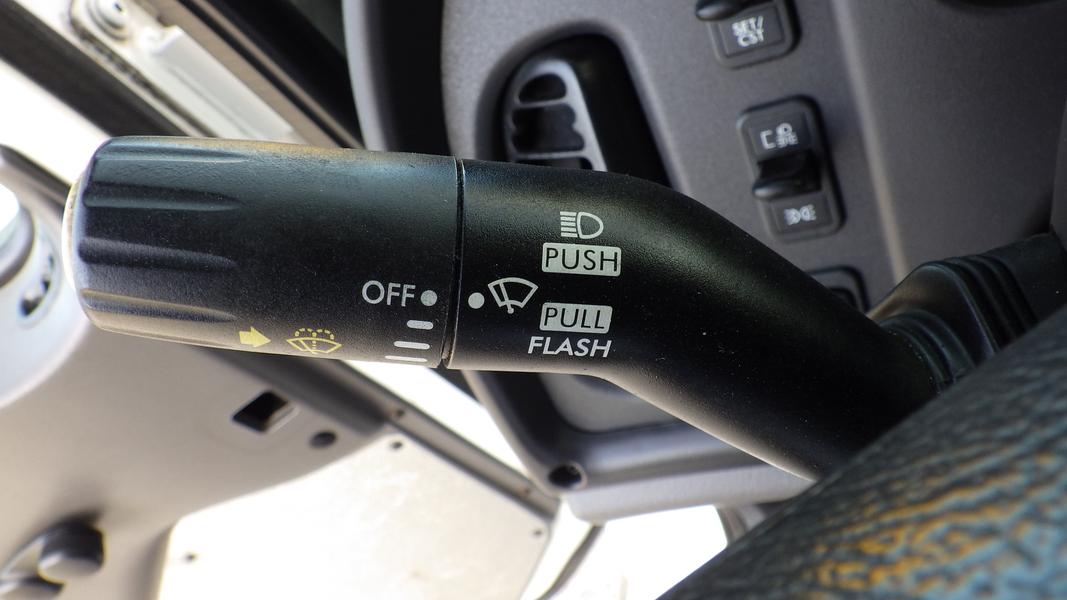 SET/
CST
PUSH
OFF
PULL
FLASH